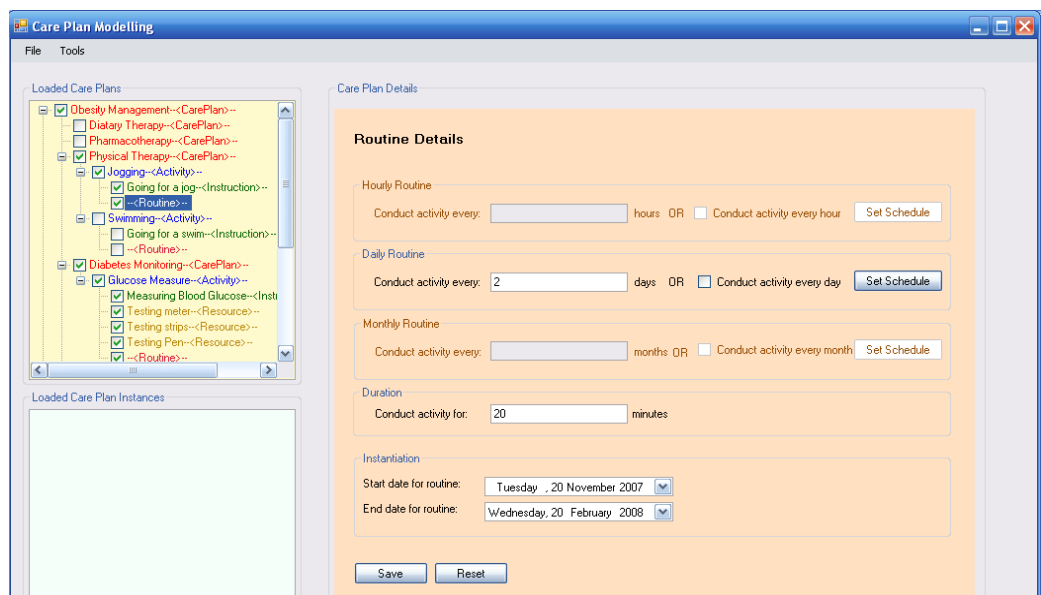 Care Plan Modelling
File Tools
Loaded Care Plans
Obesity Management--<CarePlan>--
Diatary Therapy--<CarePlan>--
Pharmacotherapy--<CarePlan>--
Physical Therapy--<CarePlan>--
Jogging--<Activity>--
Going for a jog--<Instruction>--
--<Routine>--
Swimming--<Activity>--
Going for a swim--<Instruction>--
--<Routine>--
Diabetes Monitoring--<CarePlan>--
Glucose Measure--<Activity>--
Measuring Blood Glucose--<Instr
Testing meter--<Resource>--
Testing strips--<Resource>--
Testing Pen--<Resource>--
--<Routine>--
Loaded Care Plan Instances
Care Plan Details
Routine Details
Hourly Routine
Conduct activity every: hours OR Conduct activity every hour Set Schedule
Daily Routine
Conduct activity every: 2 days OR Conduct activity every day Set Schedule
Monthly Routine
Conduct activity every: months OR Conduct activity every month Set Schedule
Duration
Conduct activity for: 20 minutes
Instantiation
Start date for routine: Tuesday , 20 November 2007
End date for routine: Wednesday, 20 February 2008
Save Reset